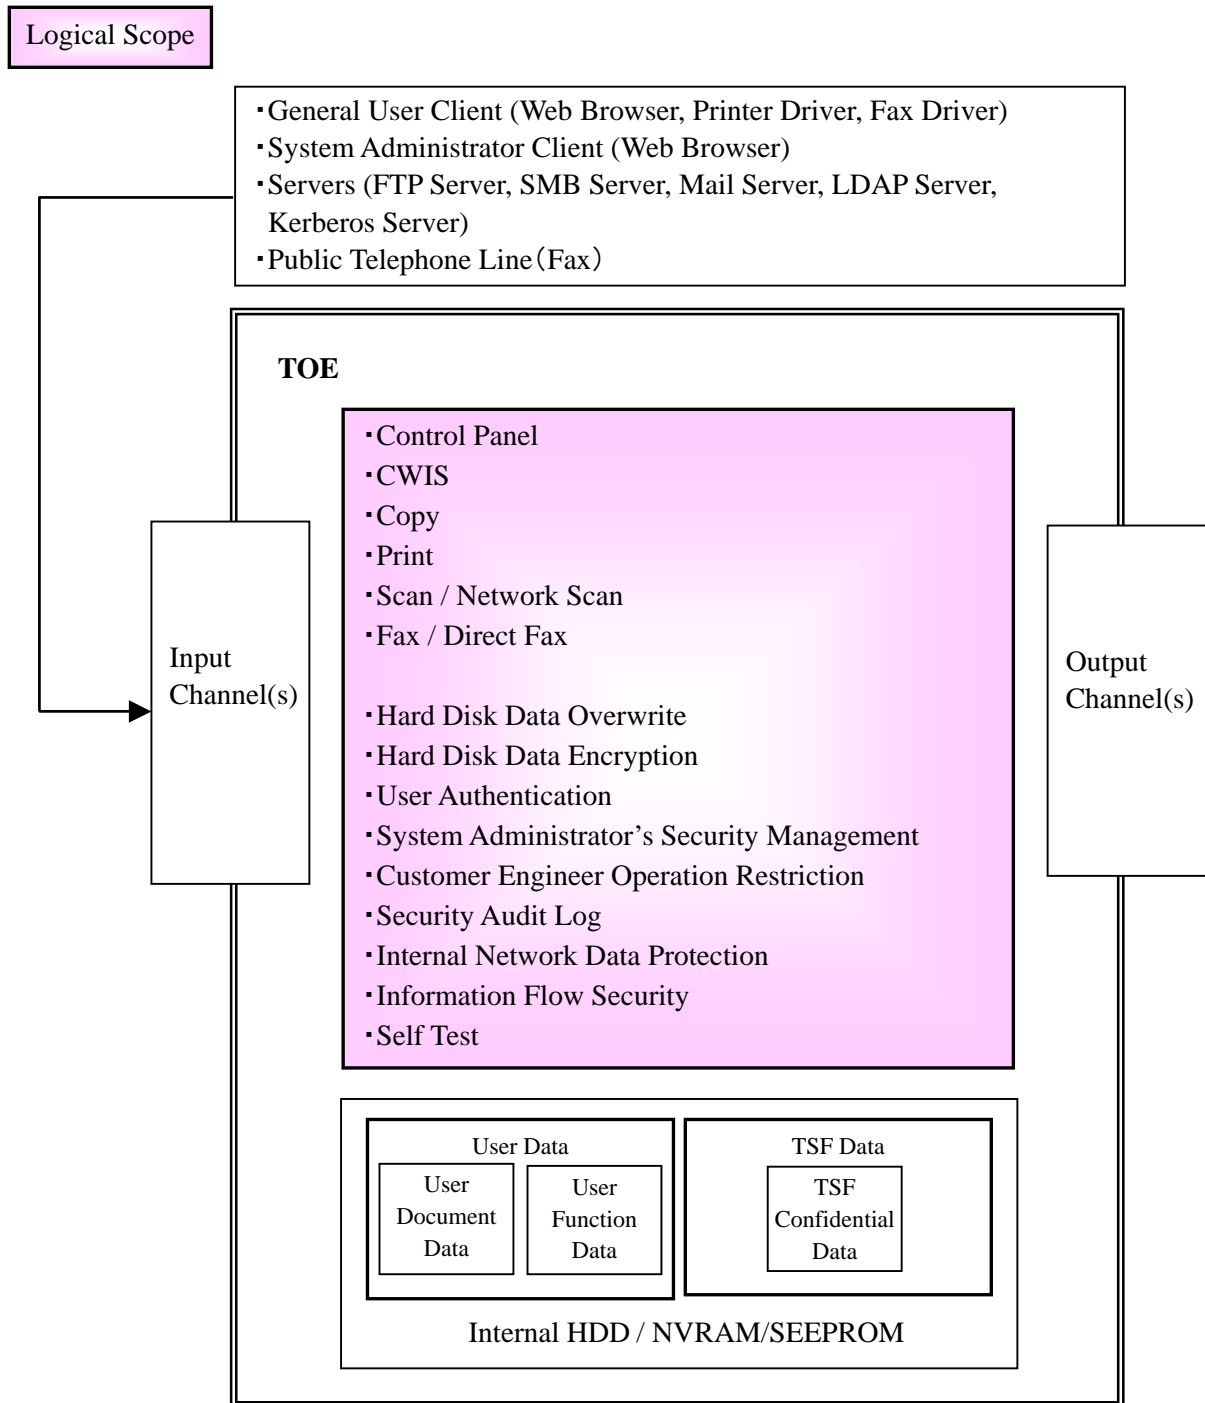 Logical Scope
・General User Client (Web Browser, Printer Driver, Fax Driver)
・System Administrator Client (Web Browser)
・Servers (FTP Server, SMB Server, Mail Server, LDAP Server,
Kerberos Server)
・Public Telephone Line（Fax）
TOE
・Control Panel
・CWIS
・Copy
・Print
・Scan / Network Scan
・Fax / Direct Fax
・Hard Disk Data Overwrite
・Hard Disk Data Encryption
・User Authentication
・System Administrator’s Security Management
・Customer Engineer Operation Restriction
・Security Audit Log
・Internal Network Data Protection
・Information Flow Security
・Self Test
Input
Channel(s)
Output
Channel(s)
User Data
User
Document
Data
User
Function
Data
TSF Data
TSF
Confidential
Data
Internal HDD / NVRAM/SEEPROM